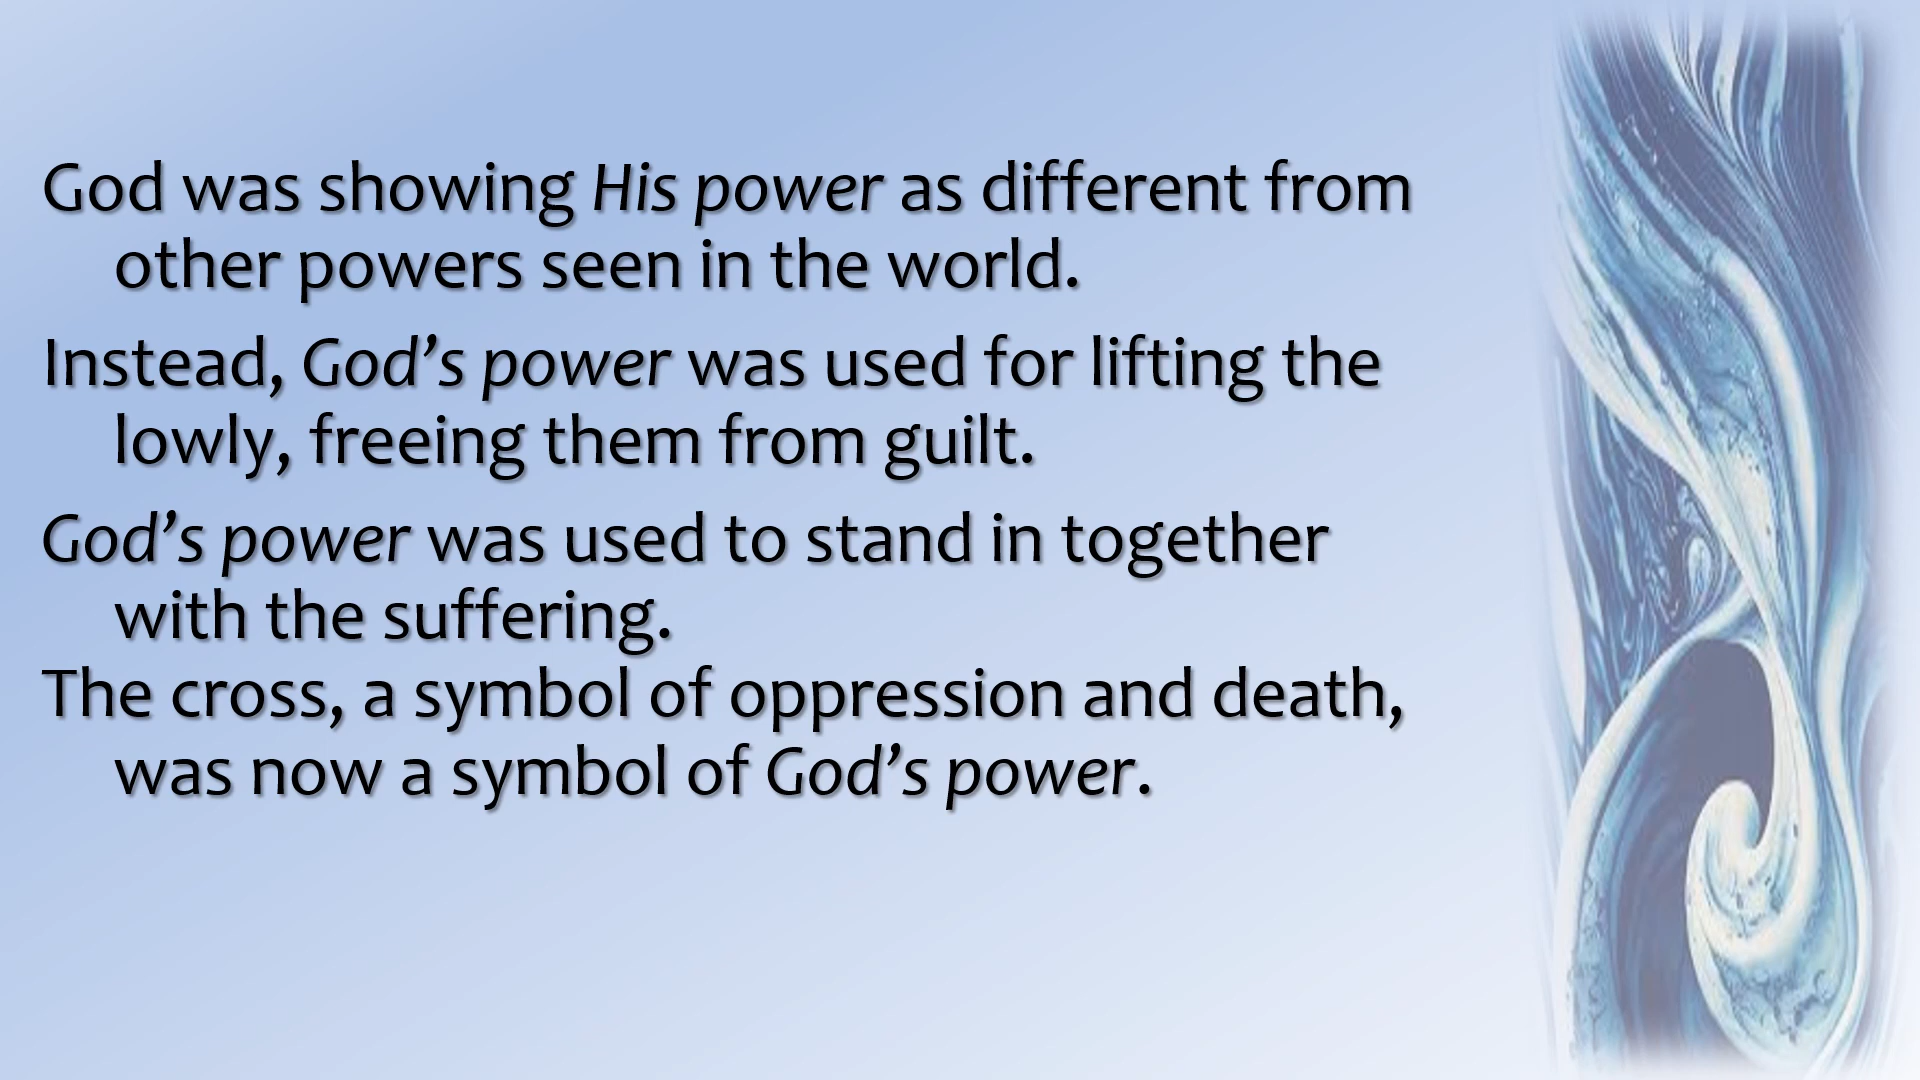 God was showing His power as different from
other powers seen in the world.
Instead, God’s power was used for lifting the
lowly, freeing them from guilt.
God’s power was used to stand in together
with the suffering.
The cross, a symbol of oppression and death,
was now a symbol of God’s power.